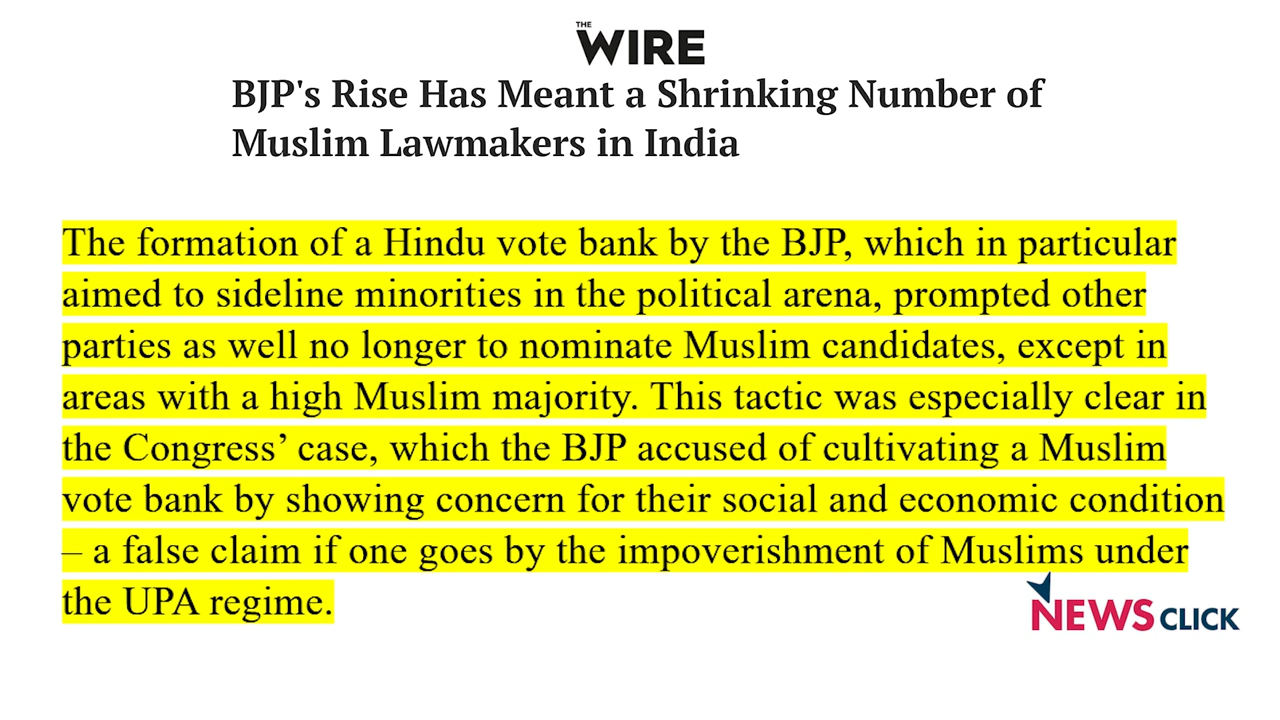 THE
WIRE
BJP's Rise Has Meant a Shrinking Number of
Muslim Lawmakers in India
The formation of a Hindu vote bank by the BJP, which in particular
aimed to sideline minorities in the political arena, prompted other
parties as well no longer to nominate Muslim candidates, except in
areas with a high Muslim majority. This tactic was especially clear in
the Congress’ case, which the BJP accused of cultivating a Muslim
vote bank by showing concern for their social and economic condition
– a false claim if one goes by the impoverishment of Muslims under
the UPA regime.
NEWSCLICK